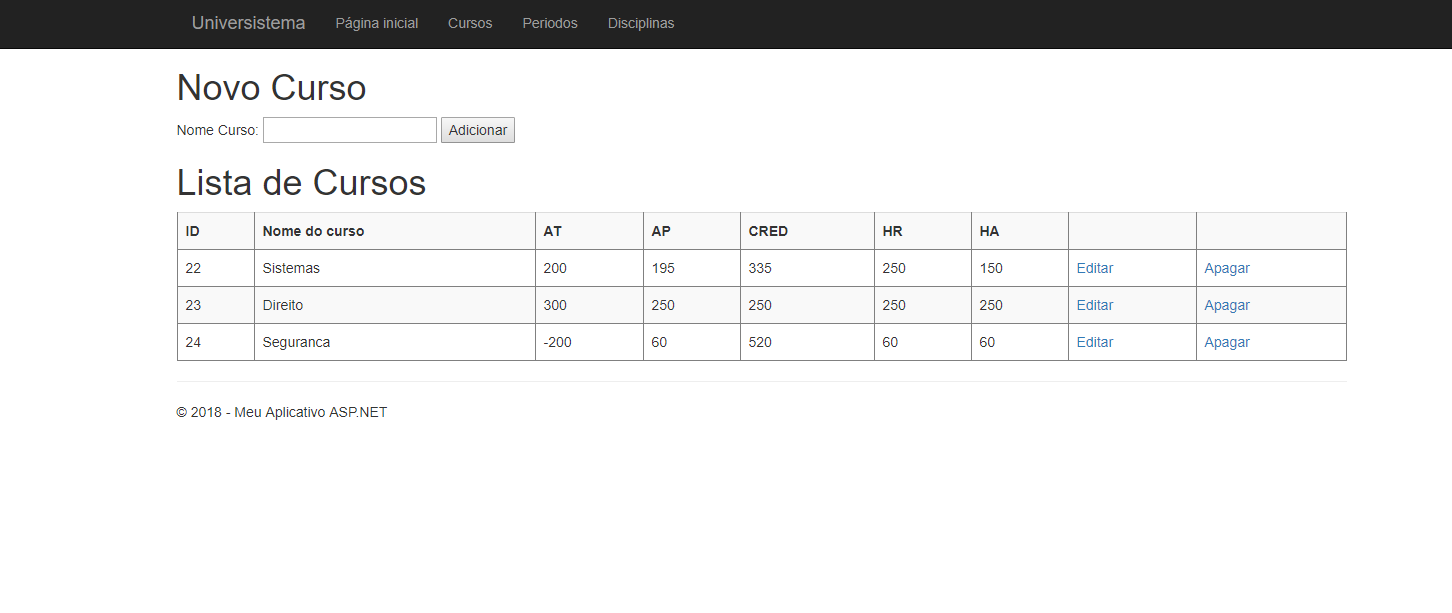 Universistema Página inicial Cursos Periodos Disciplinas
Novo Curso
Nome Curso: Adicionar
Lista de Cursos
ID Nome do curso AT AP CRED HR HA
22 Sistemas 200 195 335 250 150 Editar Apagar
23 Direito 300 250 250 250 250 Editar Apagar
24 Seguranca -200 60 520 60 60 Editar Apagar
© 2018 - Meu Aplicativo ASP.NET